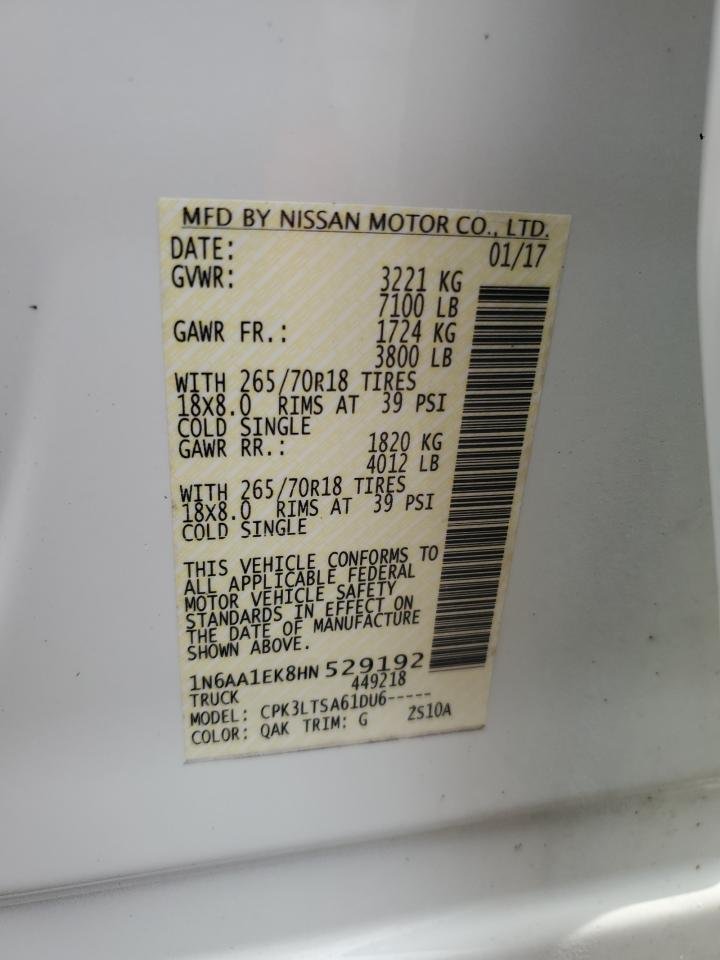 MFD BY NISSAN MOTOR CO., LTD.
DATE: 01/17
GVWR: 3221 KG
7100 LB
GAWR FR.: 1724 KG
3800 LB
WITH 265/70R18 TIRES
18X8.0 RIMS AT 39 PSI
COLD SINGLE
GAWR RR.: 1820 KG
4012 LB
WITH 265/70R18 TIRES
18X8.0 RIMS AT 39 PSI
COLD SINGLE
THIS VEHICLE CONFORMS TO
ALL APPLICABLE FEDERAL
MOTOR VEHICLE SAFETY
STANDARDS IN EFFECT ON
THE DATE OF MANUFACTURE
SHOWN ABOVE.
1N6AA1EK8HN 529192
TRUCK 449218
MODEL: CPK3LTSA61DU6-----
COLOR: QAK TRIM: G ZS10A